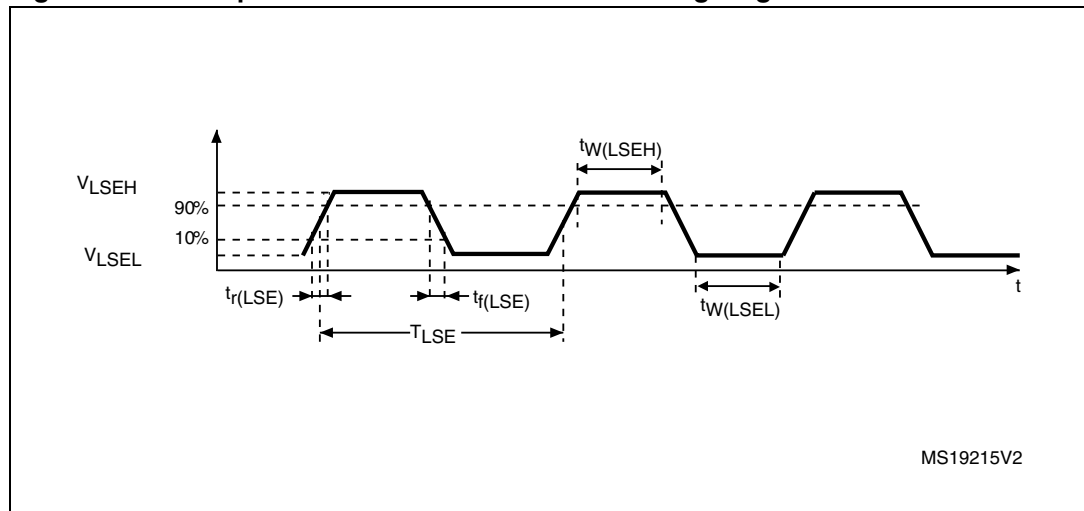 tW(LSEH)
VLSEH
90%
10%
VLSEL
tr(LSE)
tf(LSE)
tW(LSEL)
t
TLSE
MS19215V2